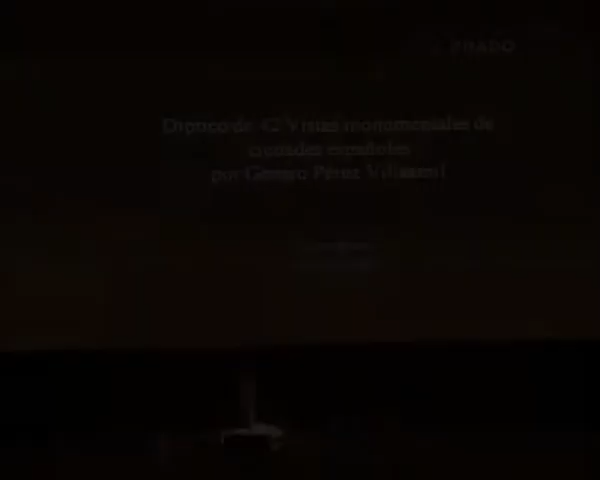 PRADO
Díptico de 42 Vistas monumentales de
ciudades españolas
por Genaro Pérez Villaamil